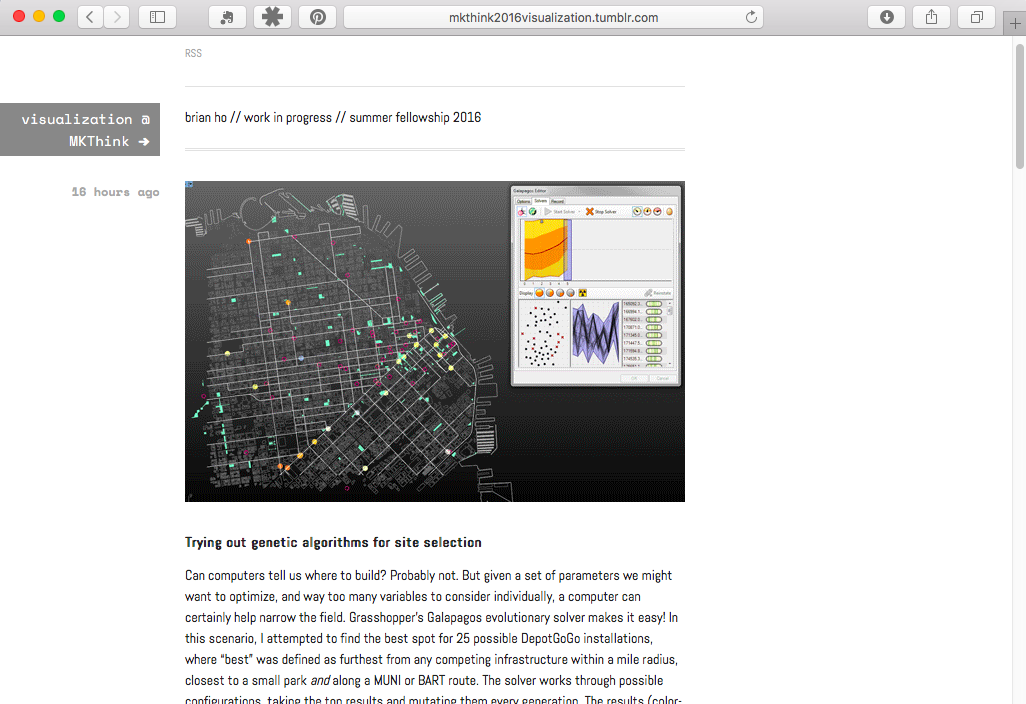 mkthink2016visualization.tumblr.com
RSS
visualization @
MKThink →
brian ho // work in progress // summer fellowship 2016
16 hours ago
Galapagos Editor
Options Solvers Record
Start Solver Stop Solver
Display Reinstate
OK Cancel
Trying out genetic algorithms for site selection
Can computers tell us where to build? Probably not. But given a set of parameters we might
want to optimize, and way too many variables to consider individually, a computer can
certainly help narrow the field. Grasshopper's Galapagos evolutionary solver makes it easy! In
this scenario, I attempted to find the best spot for 25 possible DepotGoGo installations,
where “best” was defined as furthest from any competing infrastructure within a mile radius,
closest to a small park and along a MUNI or BART route. The solver works through possible
configurations, taking the top results and mutating them every generation. The results (color-